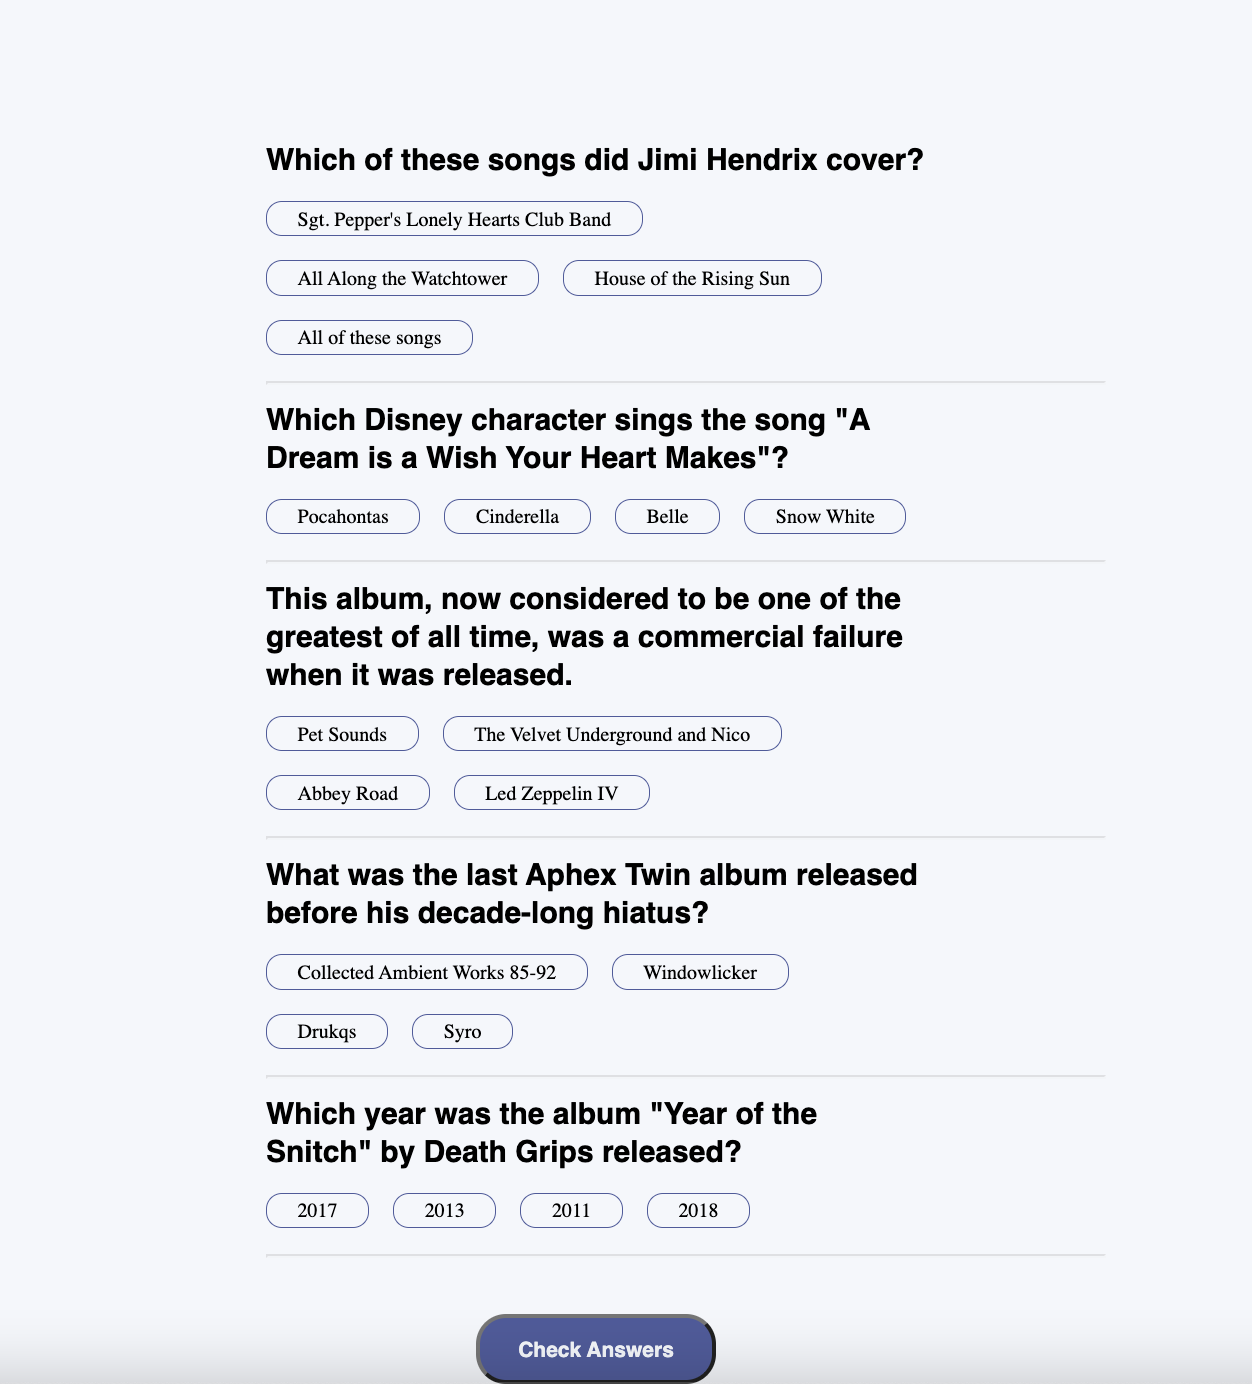 Which of these songs did Jimi Hendrix cover?
Sgt. Pepper's Lonely Hearts Club Band
All Along the Watchtower
House of the Rising Sun
All of these songs
Which Disney character sings the song "A
Dream is a Wish Your Heart Makes"?
Pocahontas
Cinderella
Belle
Snow White
This album, now considered to be one of the
greatest of all time, was a commercial failure
when it was released.
Pet Sounds
The Velvet Underground and Nico
Abbey Road
Led Zeppelin IV
What was the last Aphex Twin album released
before his decade-long hiatus?
Collected Ambient Works 85-92
Windowlicker
Drukqs
Syro
Which year was the album "Year of the
Snitch" by Death Grips released?
2017
2013
2011
2018
Check Answers